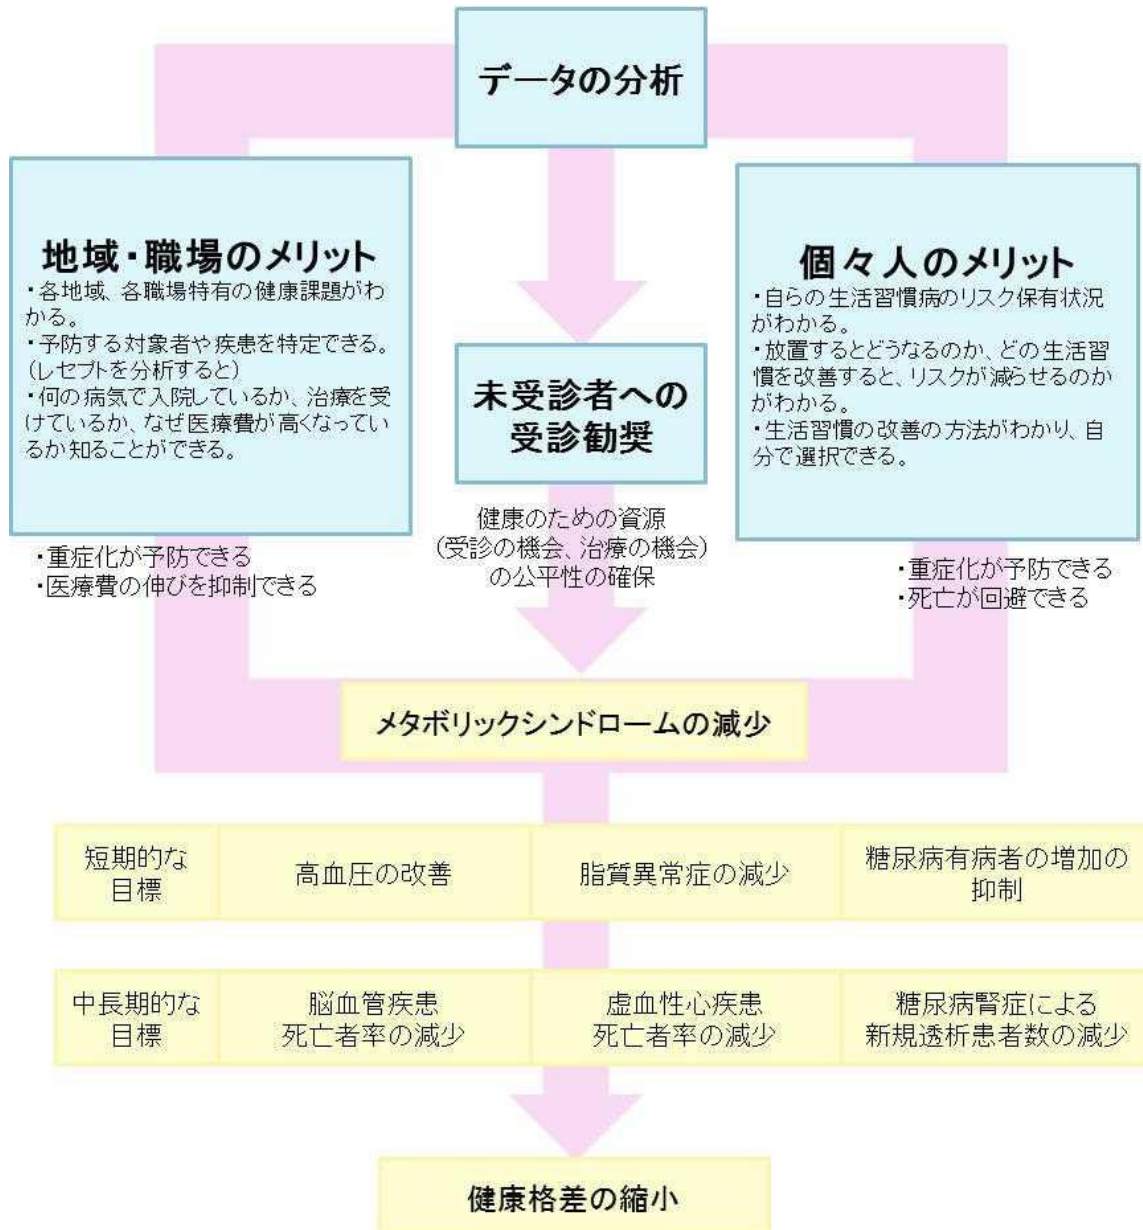 データの分析
地域・職場のメリット
・各地域、各職場特有の健康課題がわ
かる。
・予防する対象者や疾患を特定できる。
(レセプトを分析すると)
・何の病気で入院しているか、治療を受
けているか、なぜ医療費が高くなってい
るか知ることができる。
・重症化が予防できる
・医療費の伸びを抑制できる
未受診者への
受診勧奨
健康のための資源
(受診の機会、治療の機会)
の公平性の確保
個々人のメリット
・自らの生活習慣病のリスク保有状況
がわかる。
・放置するとどうなるのか、どの生活習
慣を改善すると、リスクが減らせるのか
がわかる。
・生活習慣の改善の方法がわかり、自
分で選択できる。
・重症化が予防できる
・死亡が回避できる
メタボリックシンドロームの減少
短期的な
目標
高血圧の改善
脂質異常症の減少
糖尿病有病者の増加の
抑制
中長期的な
目標
脳血管疾患
死亡者率の減少
虚血性心疾患
死亡者率の減少
糖尿病腎症による
新規透析患者数の減少
健康格差の縮小